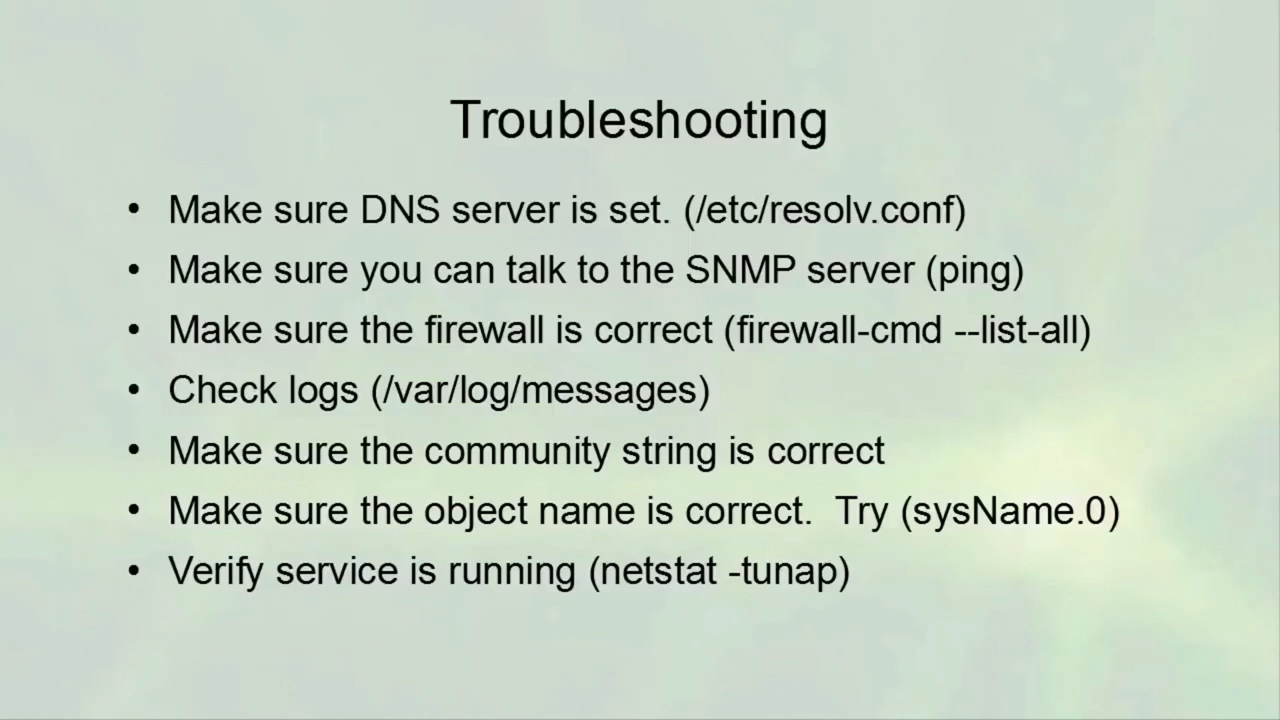 Troubleshooting
• Make sure DNS server is set. (/etc/resolv.conf)
• Make sure you can talk to the SNMP server (ping)
• Make sure the firewall is correct (firewall-cmd --list-all)
• Check logs (/var/log/messages)
• Make sure the community string is correct
• Make sure the object name is correct.  Try (sysName.0)
• Verify service is running (netstat -tunap)